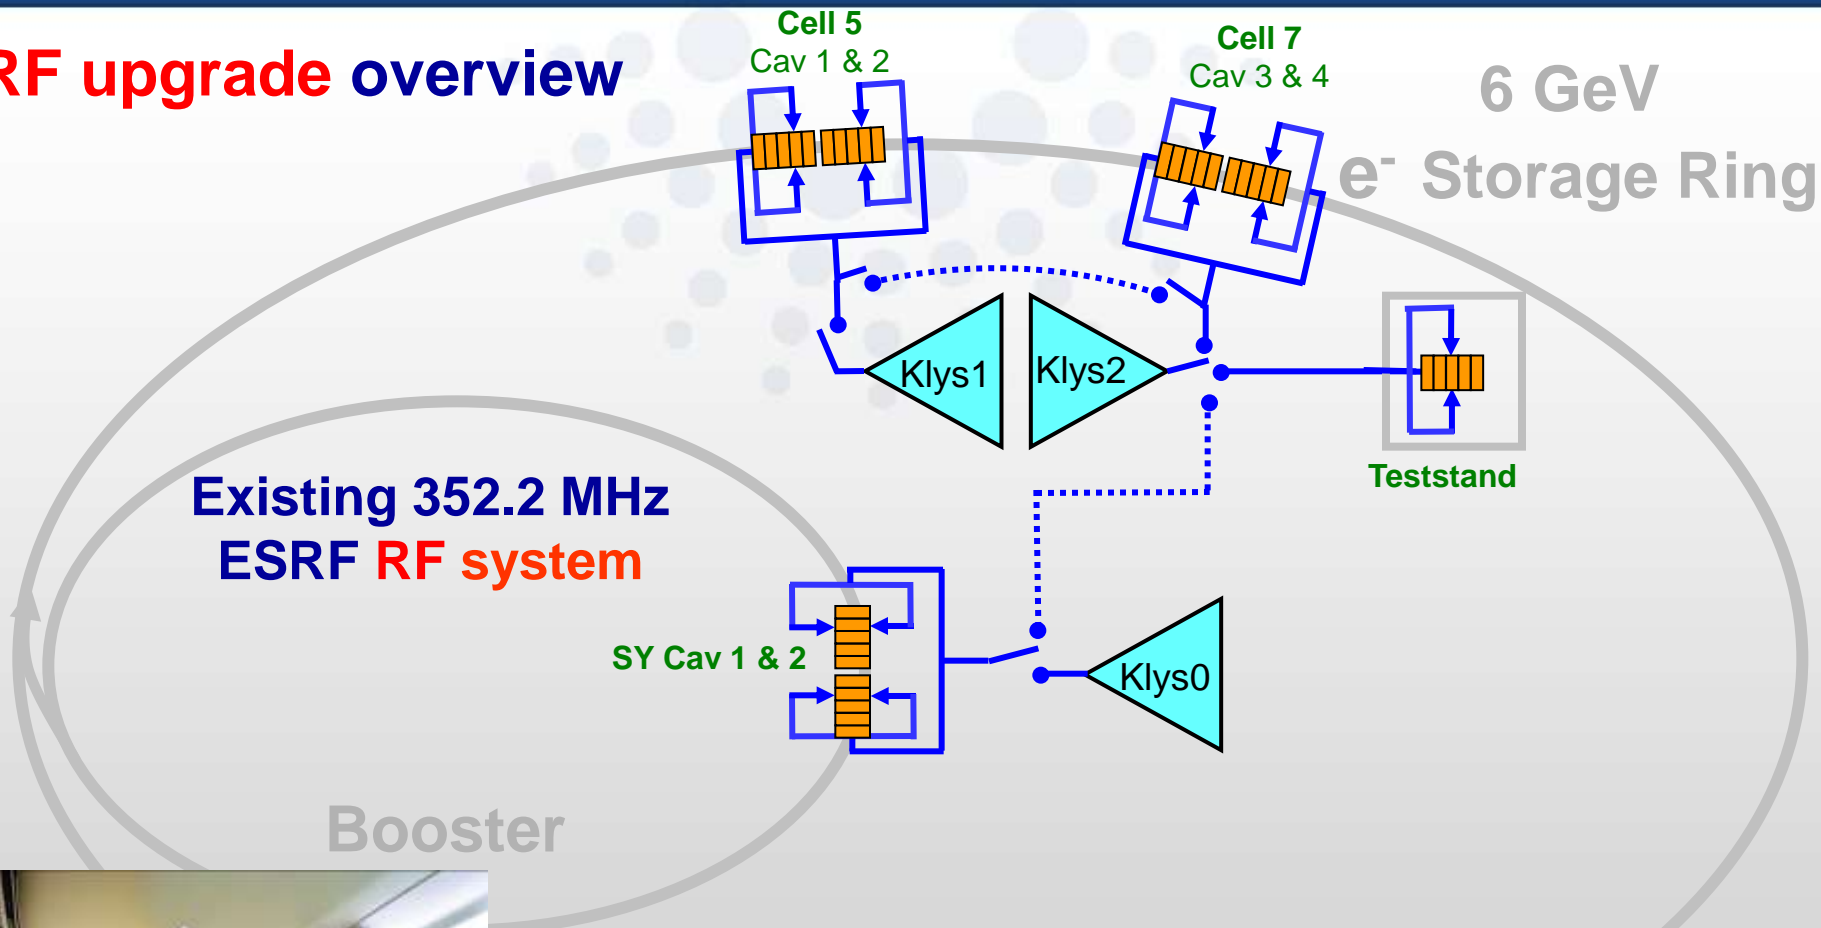 RF upgrade overview
Cell 5
Cav 1 & 2
Cell 7
Cav 3 & 4
6 GeV
e- Storage Ring
Klys1
Klys2
Teststand
Existing 352.2 MHz
ESRF RF system
SY Cav 1 & 2
Klys0
Booster